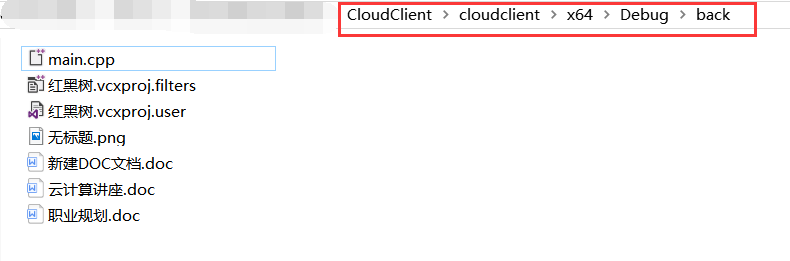 CloudClient > cloudclient > x64 > Debug > back
main.cpp
红黑树.vcxproj.filters
红黑树.vcxproj.user
无标题.png
新建DOC文档.doc
云计算讲座.doc
职业规划.doc